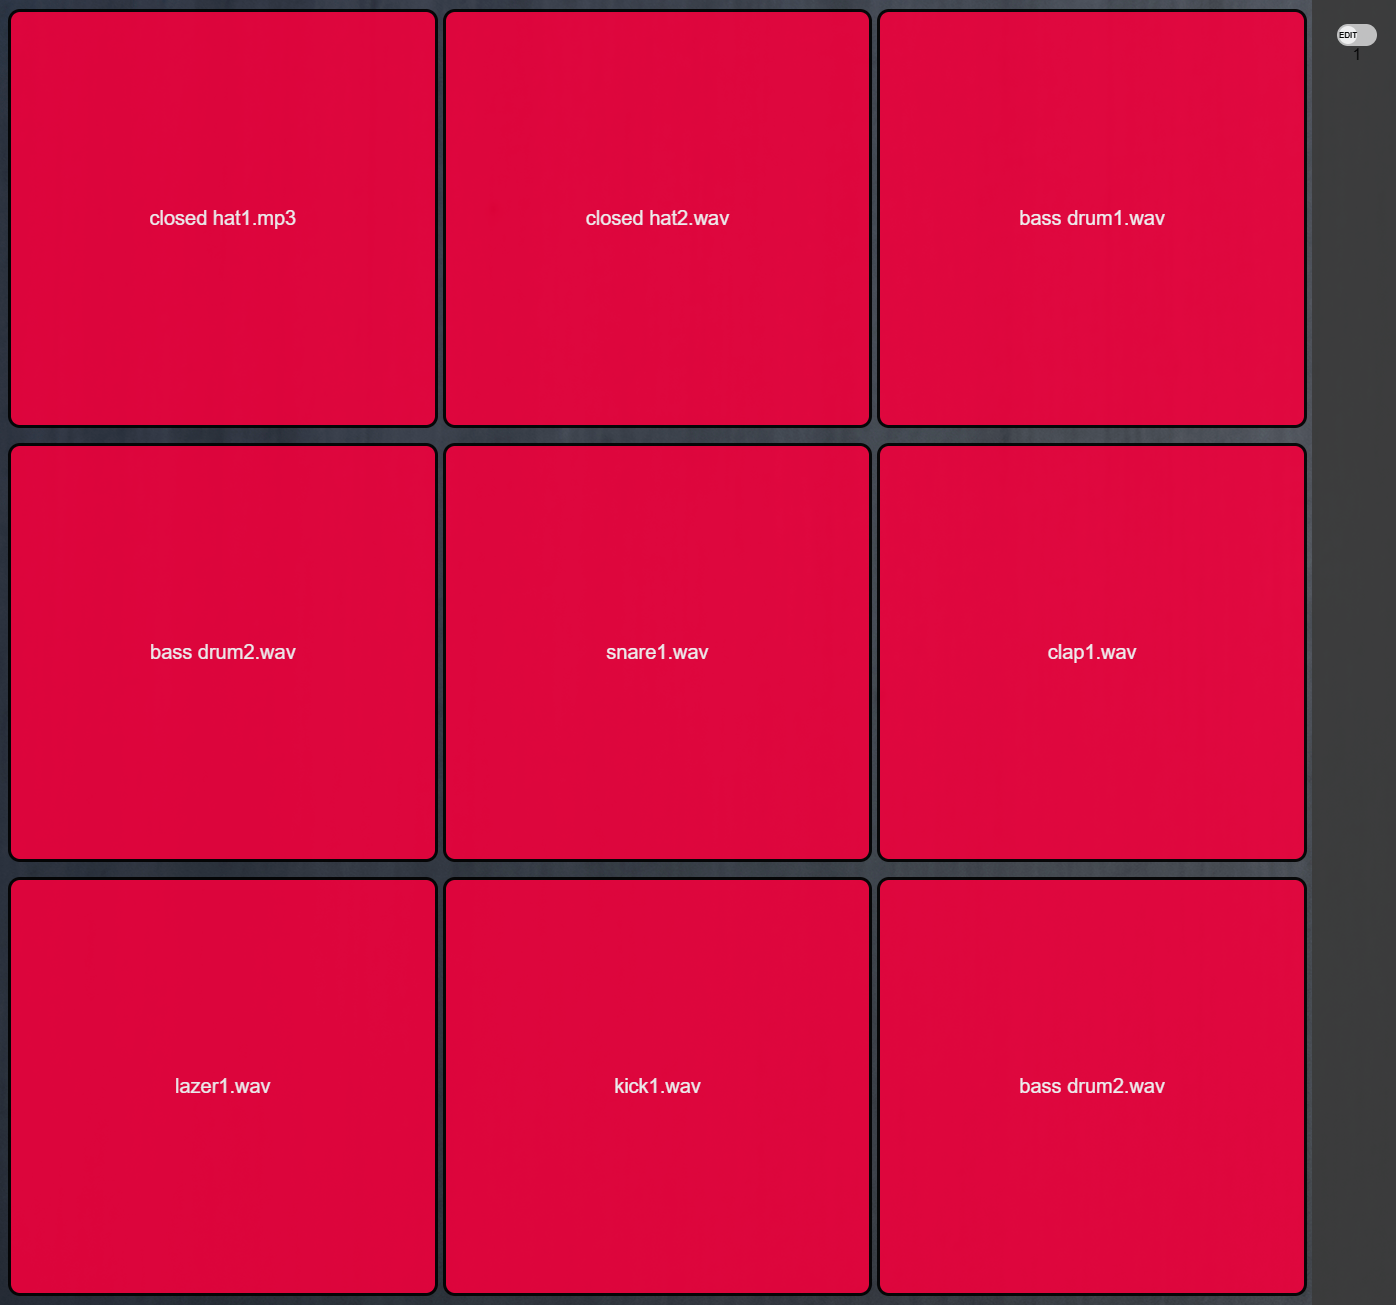 closed hat1.mp3
closed hat2.wav
bass drum1.wav
EDIT
1
bass drum2.wav
snare1.wav
clap1.wav
lazer1.wav
kick1.wav
bass drum2.wav